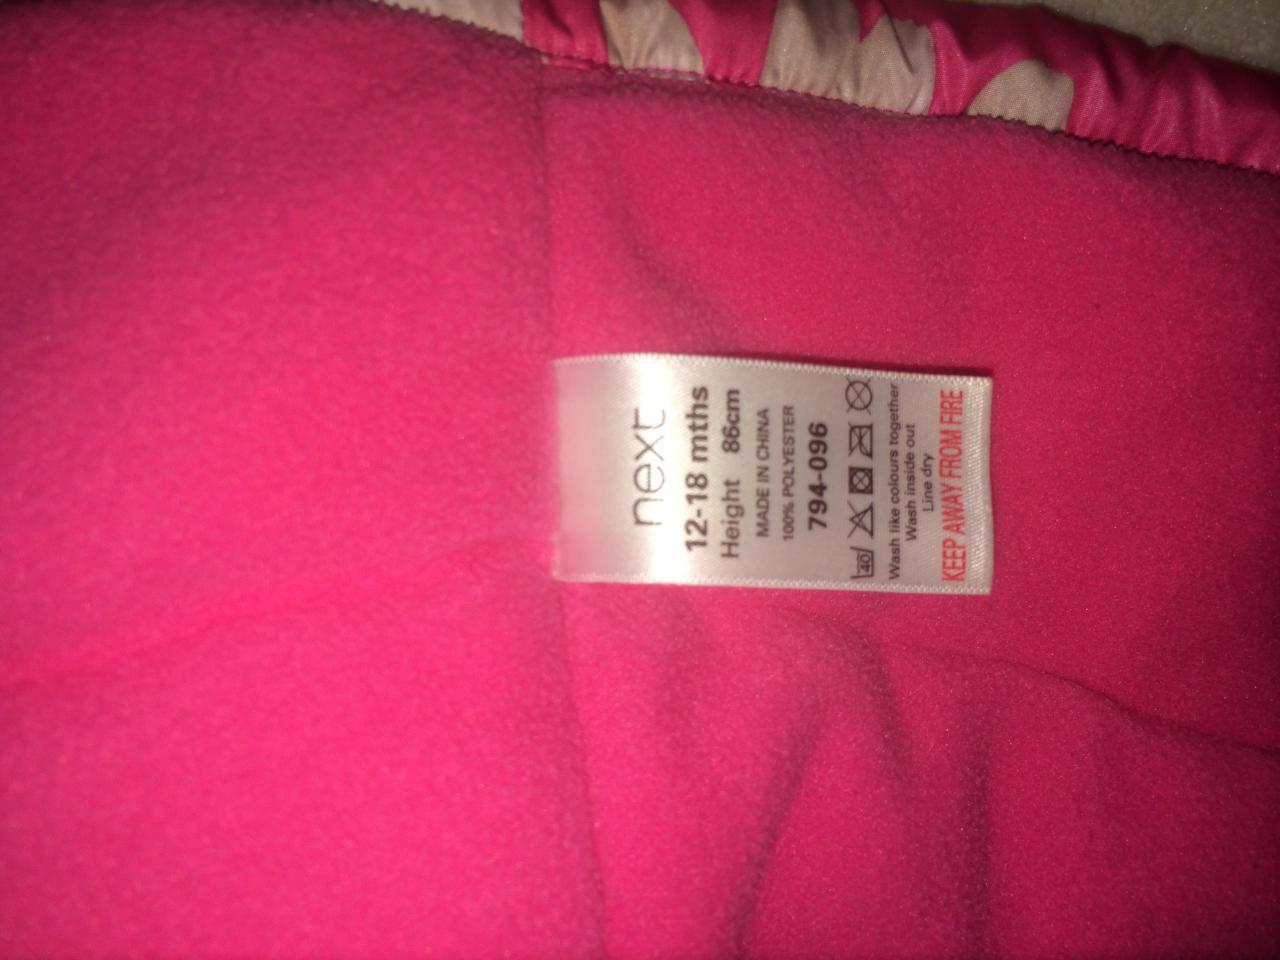 next
12-18 mths
Height 86cm
MADE IN CHINA
100% POLYESTER
794-096
40
Wash like colours together
Wash inside out
Line dry
KEEP AWAY FROM FIRE